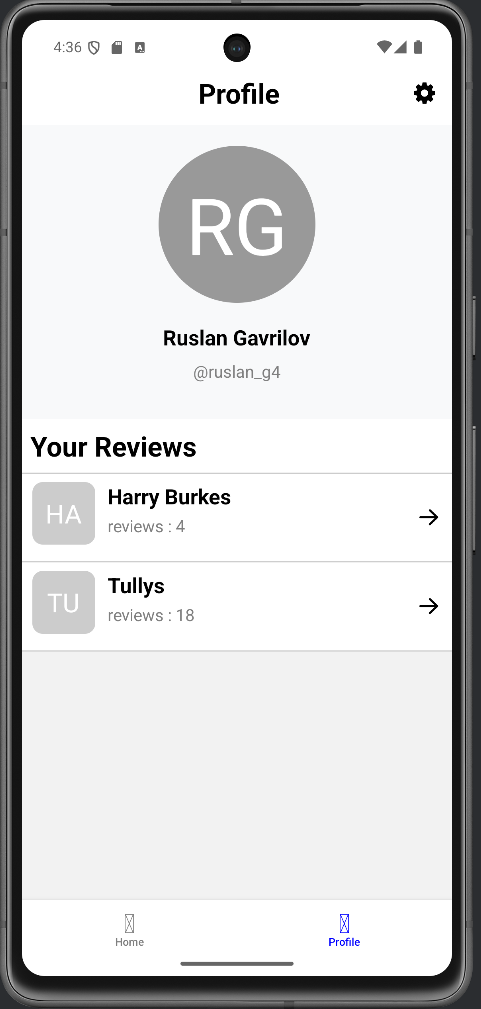 4:36
Profile
RG
Ruslan Gavrilov
@ruslan_g4
Your Reviews
HA
Harry Burkes
reviews : 4
TU
Tullys
reviews : 18
Home
Profile